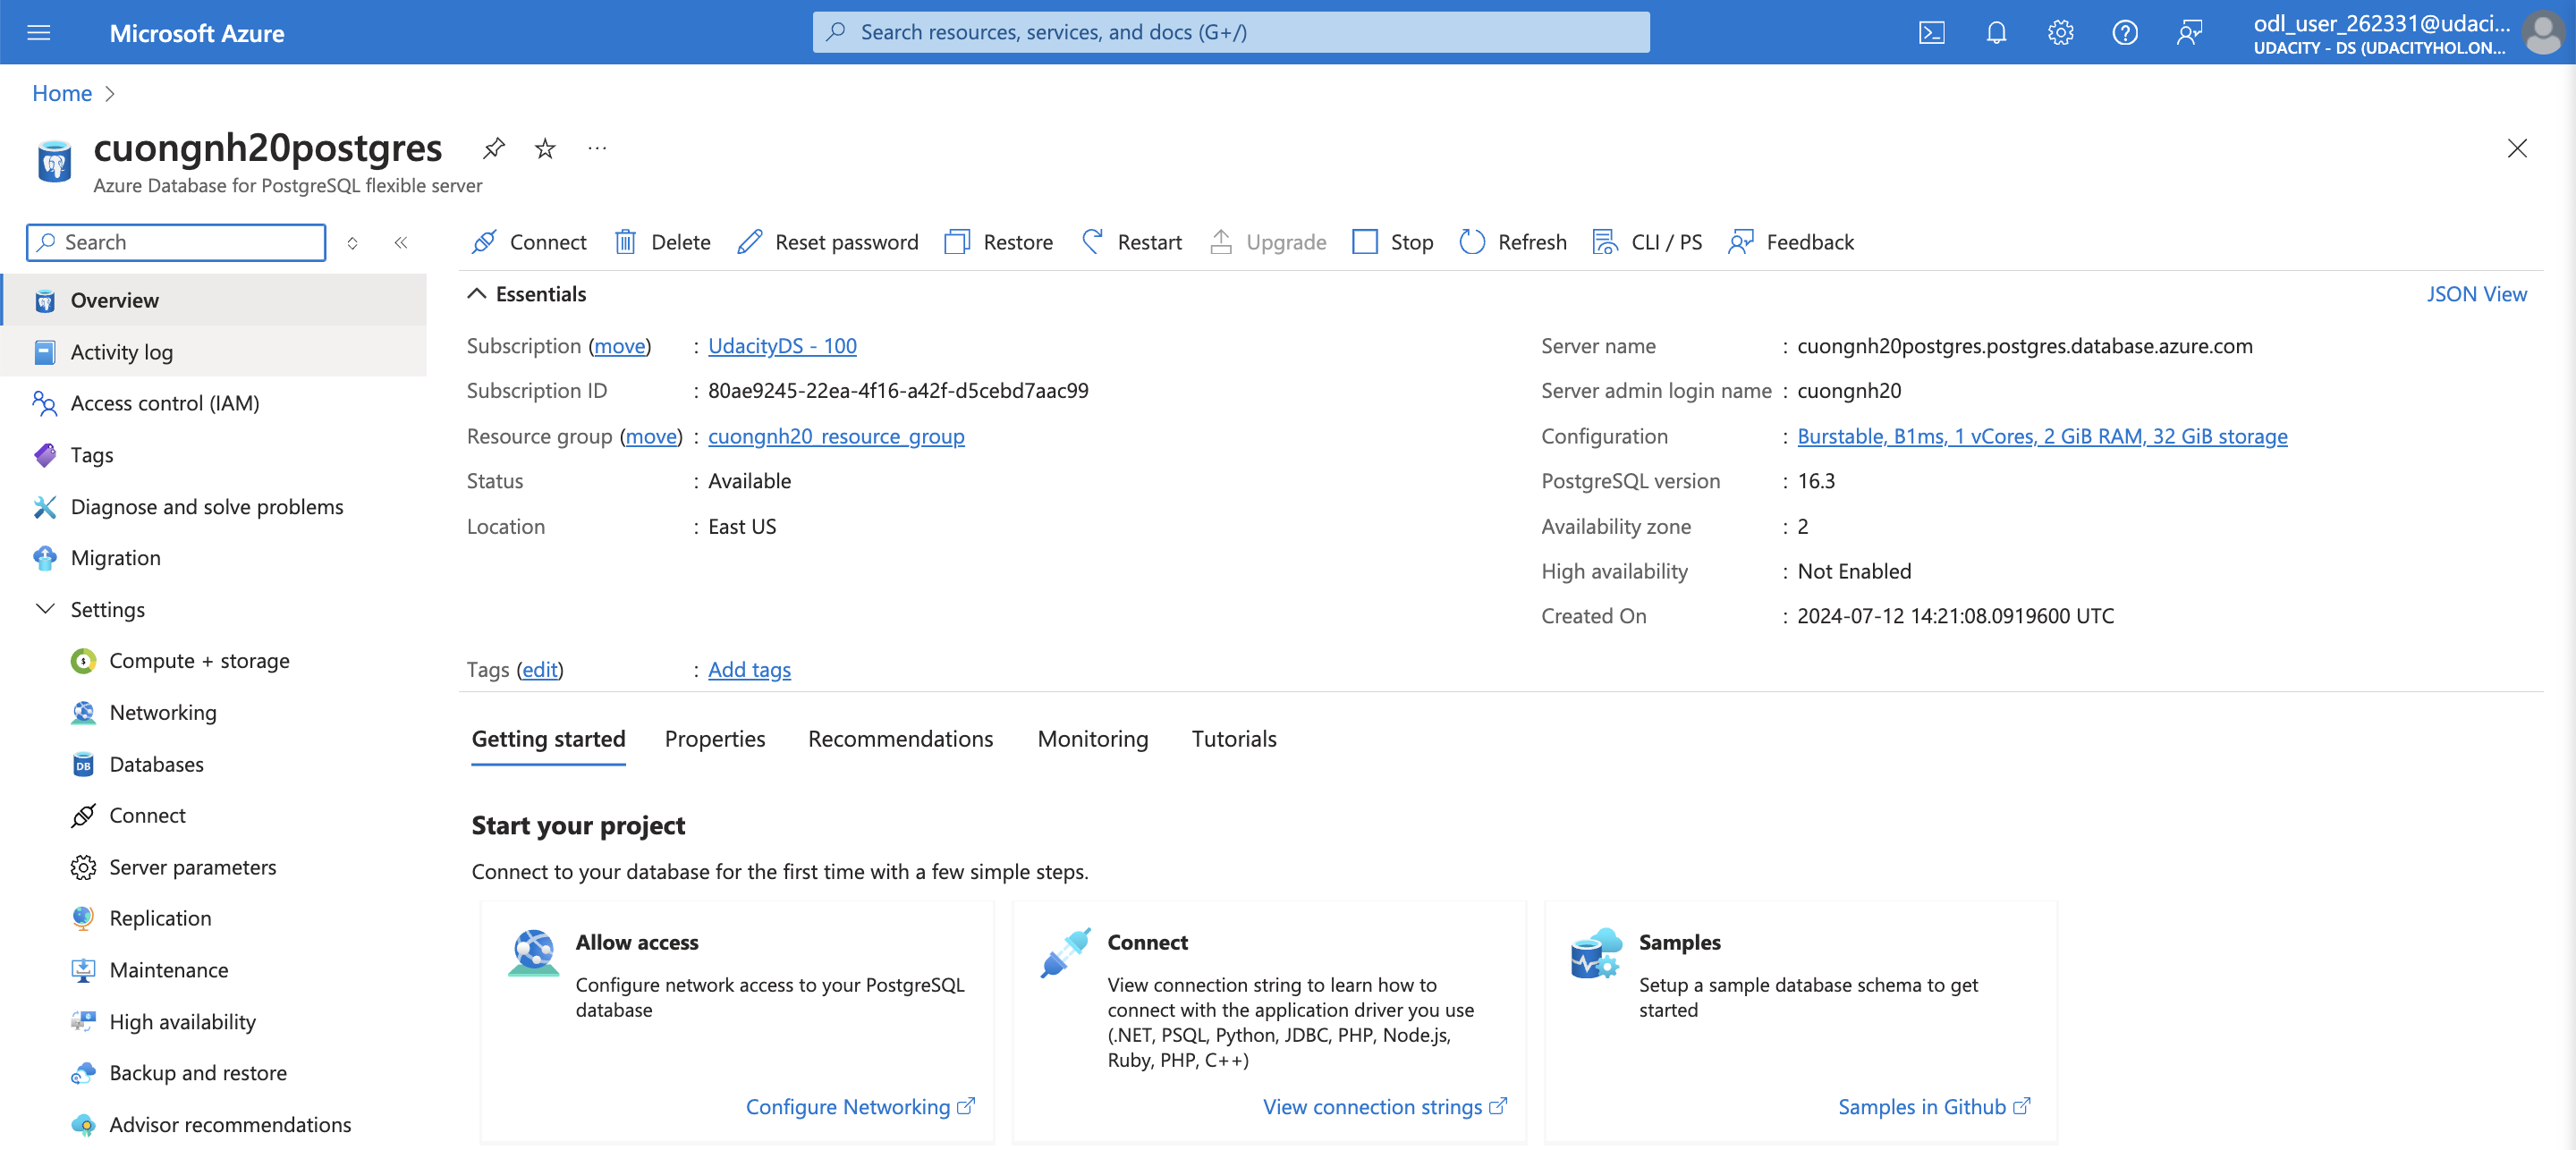 Microsoft Azure
Search resources, services, and docs (G+/)
odl_user_262331@udaci...
UDACITY - DS (UDACITYHOL.ON...
Home
cuongnh20postgres
Azure Database for PostgreSQL flexible server
Search
Overview
Activity log
Access control (IAM)
Tags
Diagnose and solve problems
Migration
Settings
Compute + storage
Networking
Databases
Connect
Server parameters
Replication
Maintenance
High availability
Backup and restore
Advisor recommendations
Connect Delete Reset password Restore Restart Upgrade Stop Refresh CLI / PS Feedback
Essentials
JSON View
Subscription (move) : UdacityDS - 100
Subscription ID : 80ae9245-22ea-4f16-a42f-d5cebd7aac99
Resource group (move) : cuongnh20_resource_group
Status : Available
Location : East US
Server name : cuongnh20postgres.postgres.database.azure.com
Server admin login name : cuongnh20
Configuration : Burstable, B1ms, 1 vCores, 2 GiB RAM, 32 GiB storage
PostgreSQL version : 16.3
Availability zone : 2
High availability : Not Enabled
Created On : 2024-07-12 14:21:08.0919600 UTC
Tags (edit) : Add tags
Getting started Properties Recommendations Monitoring Tutorials
Start your project
Connect to your database for the first time with a few simple steps.
Allow access
Configure network access to your PostgreSQL
database
Configure Networking
Connect
View connection string to learn how to
connect with the application driver you use
(.NET, PSQL, Python, JDBC, PHP, Node.js,
Ruby, PHP, C++)
View connection strings
Samples
Setup a sample database schema to get
started
Samples in Github